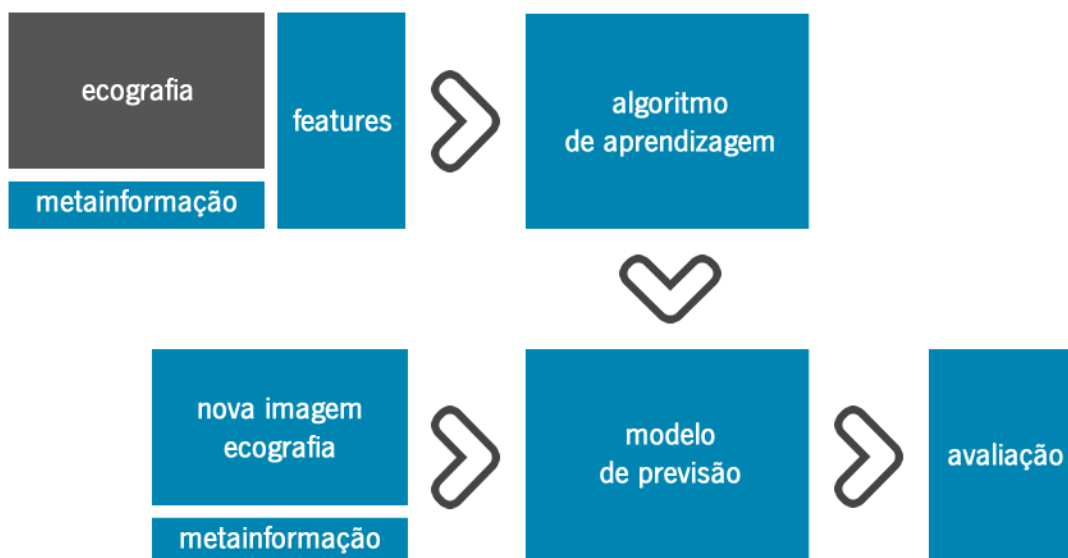 ecografia
metainformação
features
algoritmo
de aprendizagem
nova imagem
ecografia
metainformação
modelo
de previsão
avaliação